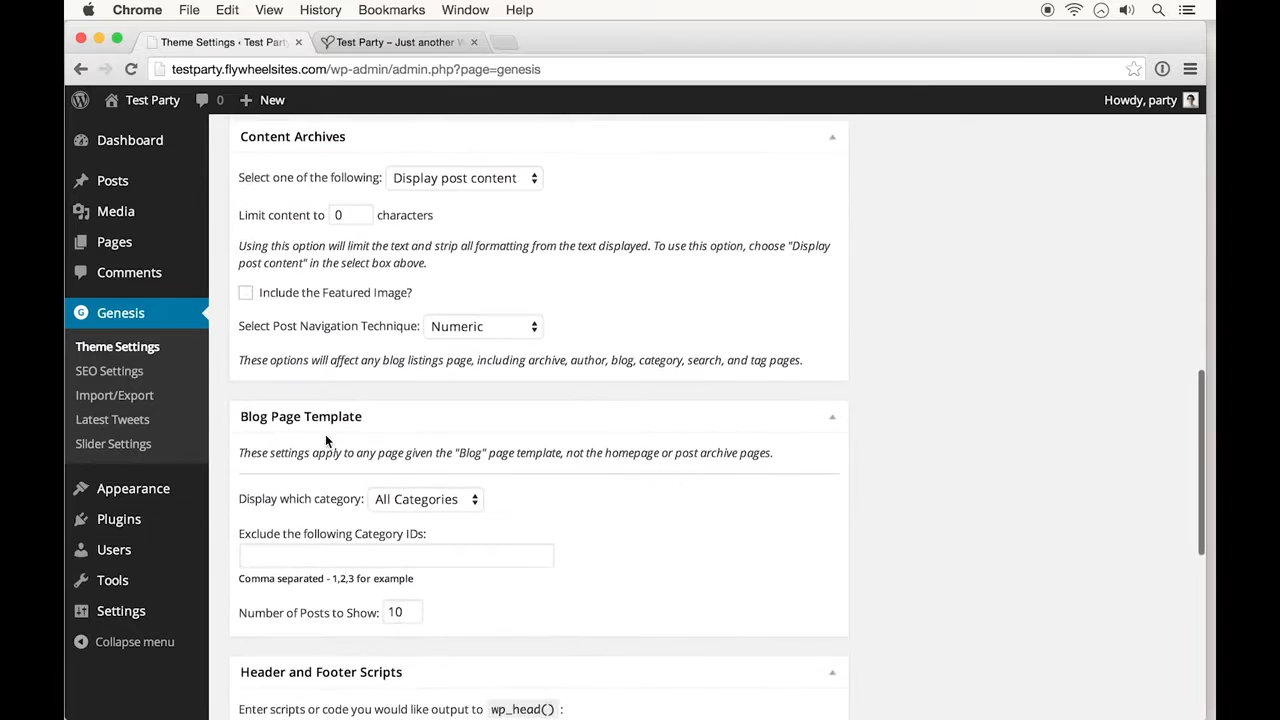 Chrome File Edit View History Bookmarks Window Help
Theme Settings ‹ Test Party
Test Party – Just another W
testparty.flywheelsites.com/wp-admin/admin.php?page=genesis
Test Party 0 New Howdy, party
Dashboard
Posts
Media
Pages
Comments
Genesis
Theme Settings
SEO Settings
Import/Export
Latest Tweets
Slider Settings
Appearance
Plugins
Users
Tools
Settings
Collapse menu
Content Archives
Select one of the following: Display post content
Limit content to 0 characters
Using this option will limit the text and strip all formatting from the text displayed. To use this option, choose "Display
post content" in the select box above.
Include the Featured Image?
Select Post Navigation Technique: Numeric
These options will affect any blog listings page, including archive, author, blog, category, search, and tag pages.
Blog Page Template
These settings apply to any page given the "Blog" page template, not the homepage or post archive pages.
Display which category: All Categories
Exclude the following Category IDs:
Comma separated - 1,2,3 for example
Number of Posts to Show: 10
Header and Footer Scripts
Enter scripts or code you would like output to wp_head() :